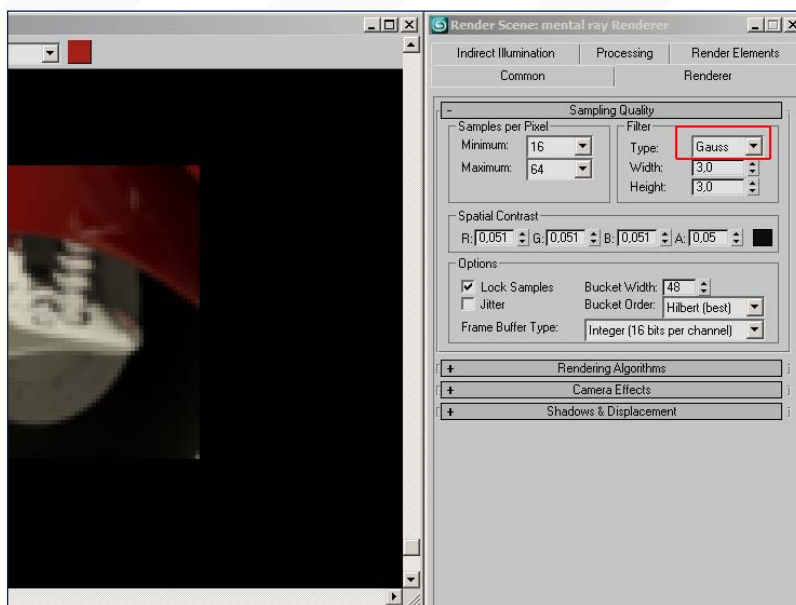 Render Scene: mental ray Renderer
Indirect Illumination Processing Render Elements
Common Renderer
- Sampling Quality
Samples per Pixel
Minimum: 16
Maximum: 64
Filter
Type: Gauss
Width: 3,0
Height: 3,0
Spatial Contrast
R: 0,051 G: 0,051 B: 0,051 A: 0,05
Options
Lock Samples Bucket Width: 48
Jitter Bucket Order: Hilbert (best)
Frame Buffer Type: Integer (16 bits per channel)
+ Rendering Algorithms
+ Camera Effects
+ Shadows & Displacement